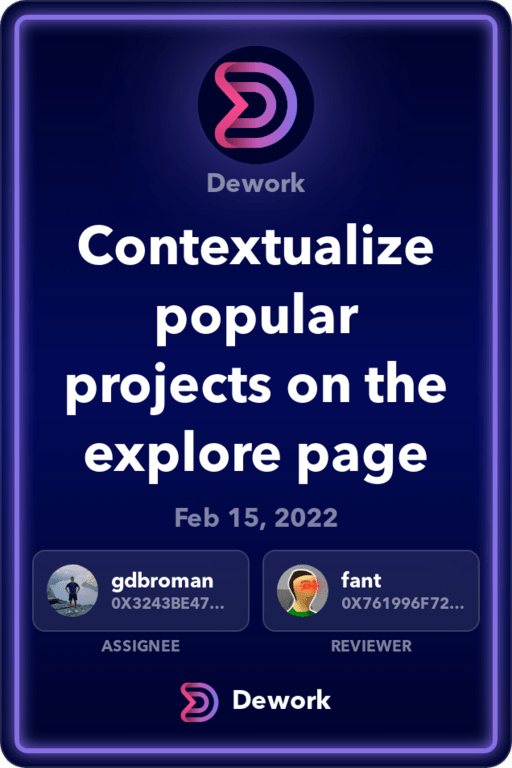 Dework
Contextualize
popular
projects on the
explore page
Feb 15, 2022
gdbroman
0X3243BE47...
fant
0X761996F72...
ASSIGNEE
REVIEWER
Dework